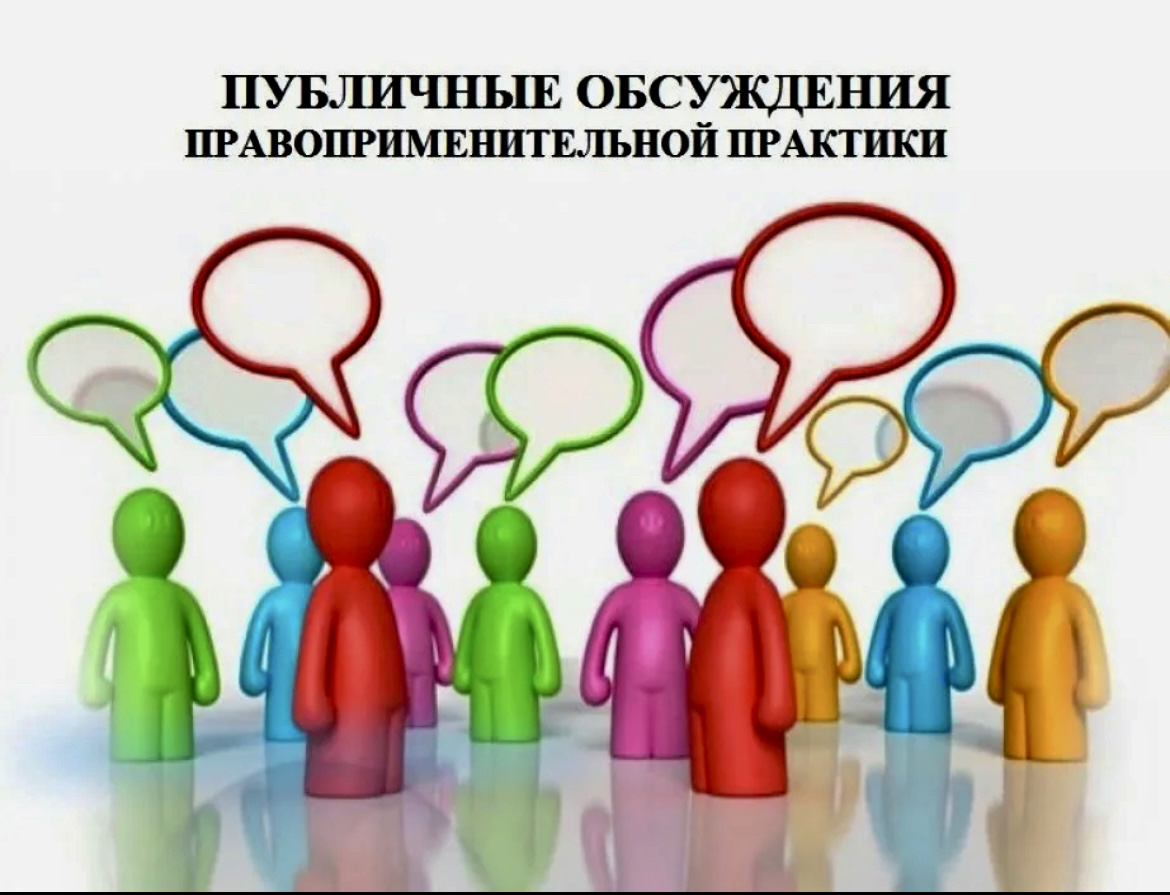 ПУБЛИЧНЫЕ ОБСУЖДЕНИЯ
ПРАВОПРИМЕНИТЕЛЬНОЙ ПРАКТИКИ